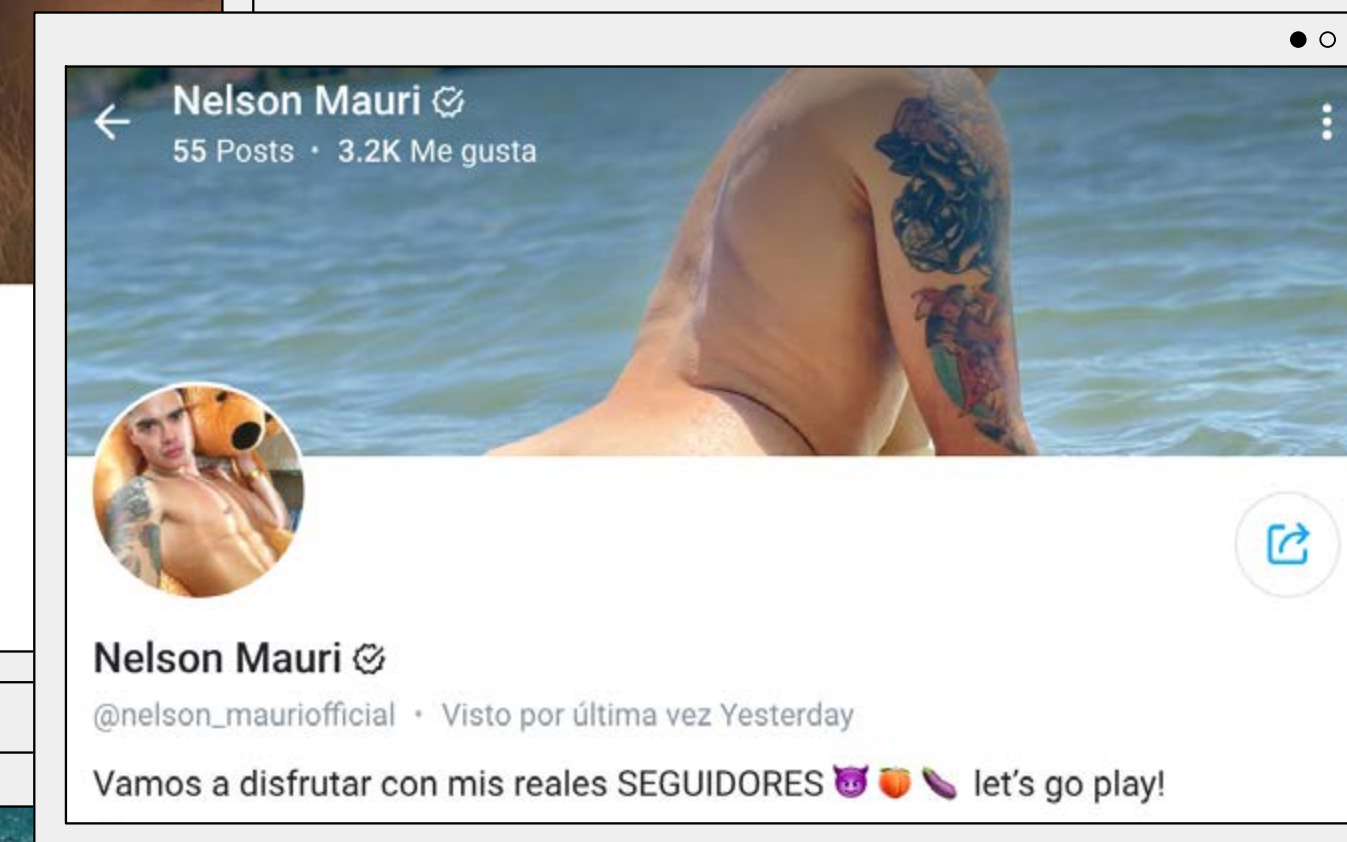 Nelson Mauri
55 Posts · 3.2K Me gusta
Nelson Mauri
@nelson_mauriofficial · Visto por última vez Yesterday
Vamos a disfrutar con mis reales SEGUIDORES 😈 🍑 🍆 let's go play!